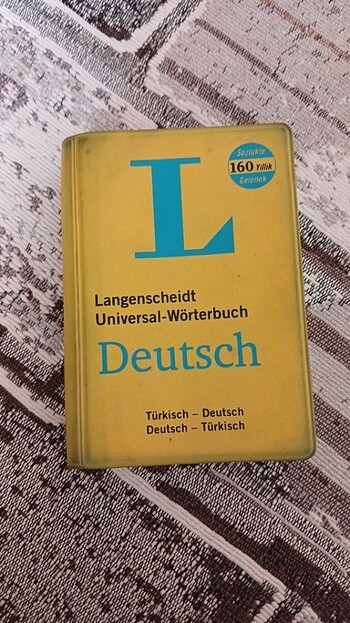 L
Sözlükte
160 Yıllık
Gelenek
Langenscheidt
Universal-Wörterbuch
Deutsch
Türkisch – Deutsch
Deutsch – Türkisch